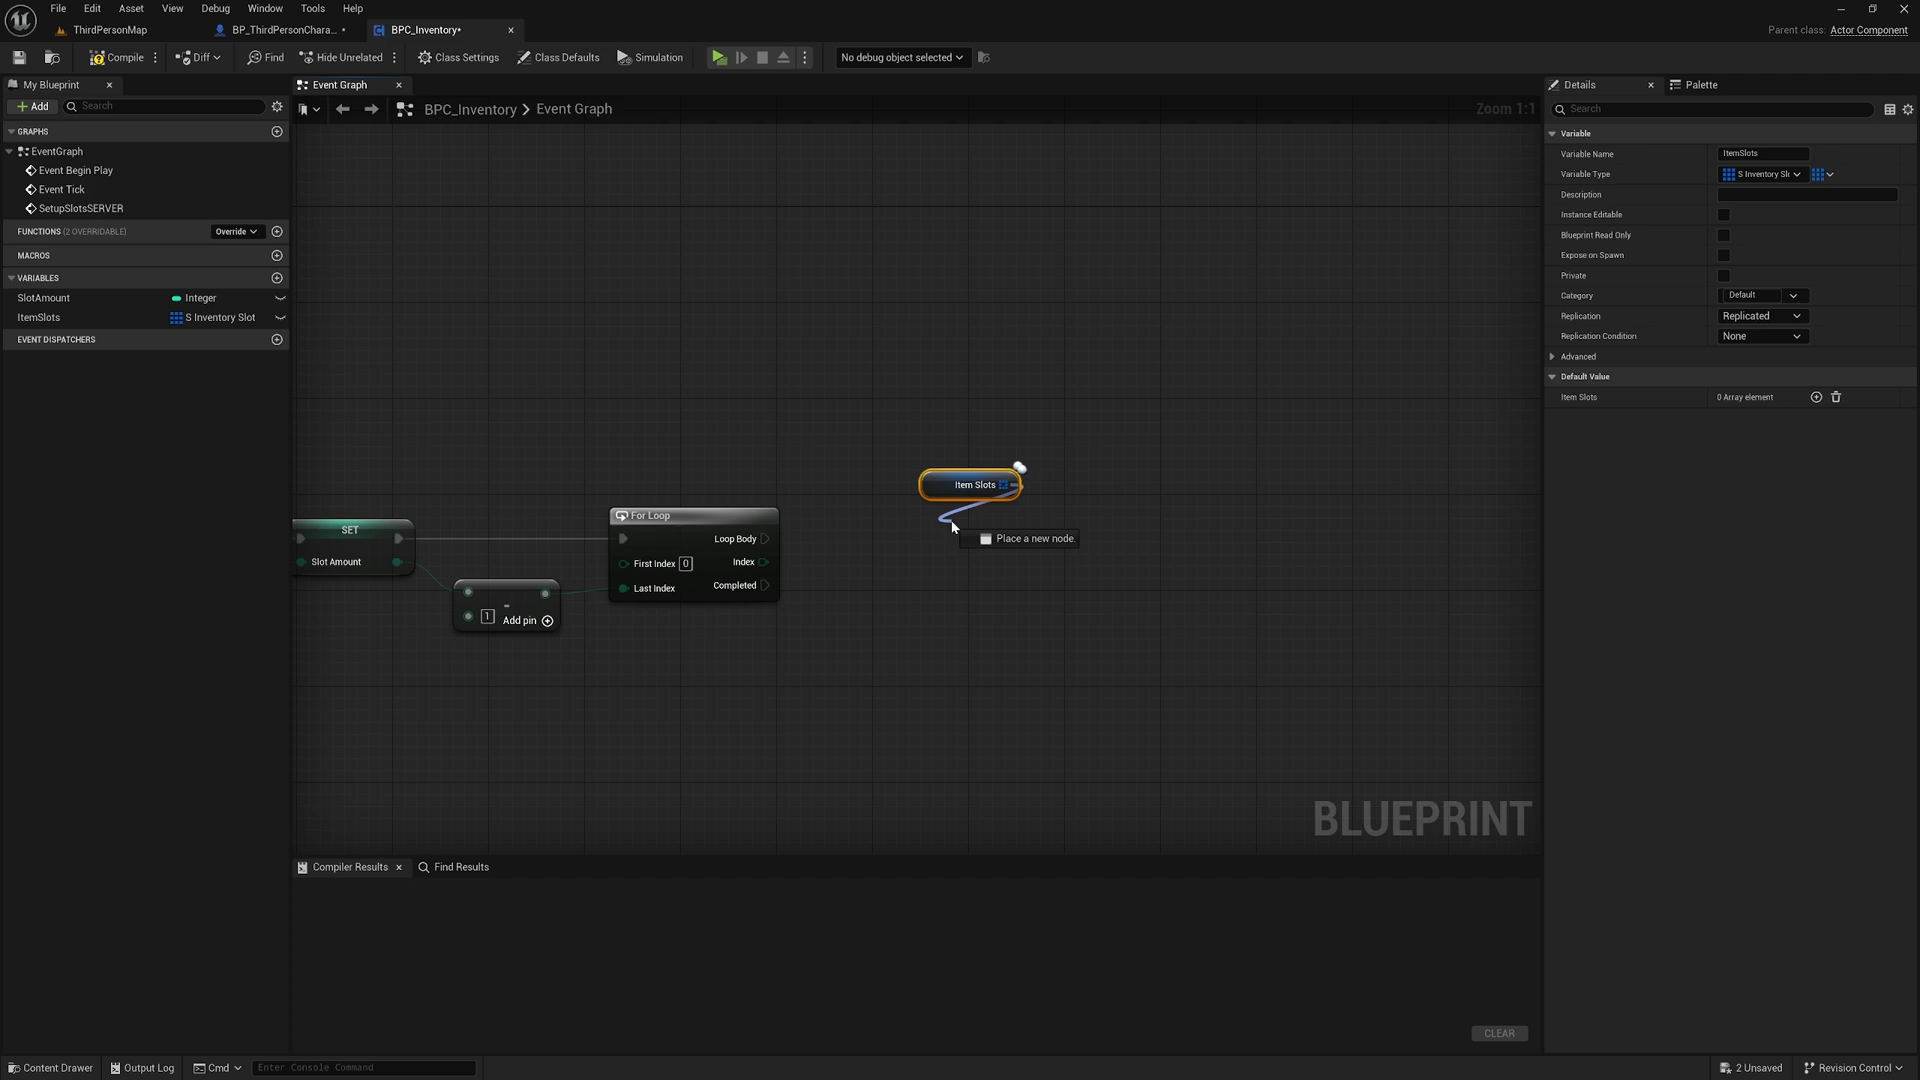 File Edit Asset View Debug Window Tools Help
ThirdPersonMap BP_ThirdPersonChara... • BPC_Inventory•
Parent class: Actor Component
Compile Diff Find Hide Unrelated Class Settings Class Defaults Simulation No debug object selected
My Blueprint
Add Search
GRAPHS
EventGraph
Event Begin Play
Event Tick
SetupSlotsSERVER
FUNCTIONS (2 OVERRIDABLE) Override
MACROS
VARIABLES
SlotAmount Integer
ItemSlots S Inventory Slot
EVENT DISPATCHERS
Event Graph
BPC_Inventory > Event Graph Zoom 1:1
Item Slots
Place a new node.
SET
Slot Amount
For Loop
Loop Body
First Index 0 Index
Last Index Completed
-
1 Add pin
BLUEPRINT
Compiler Results Find Results
CLEAR
Details Palette
Search
Variable
Variable Name ItemSlots
Variable Type S Inventory Slo
Description
Instance Editable
Blueprint Read Only
Expose on Spawn
Private
Category Default
Replication Replicated
Replication Condition None
Advanced
Default Value
Item Slots 0 Array element
Content Drawer Output Log Cmd Enter Console Command 2 Unsaved Revision Control